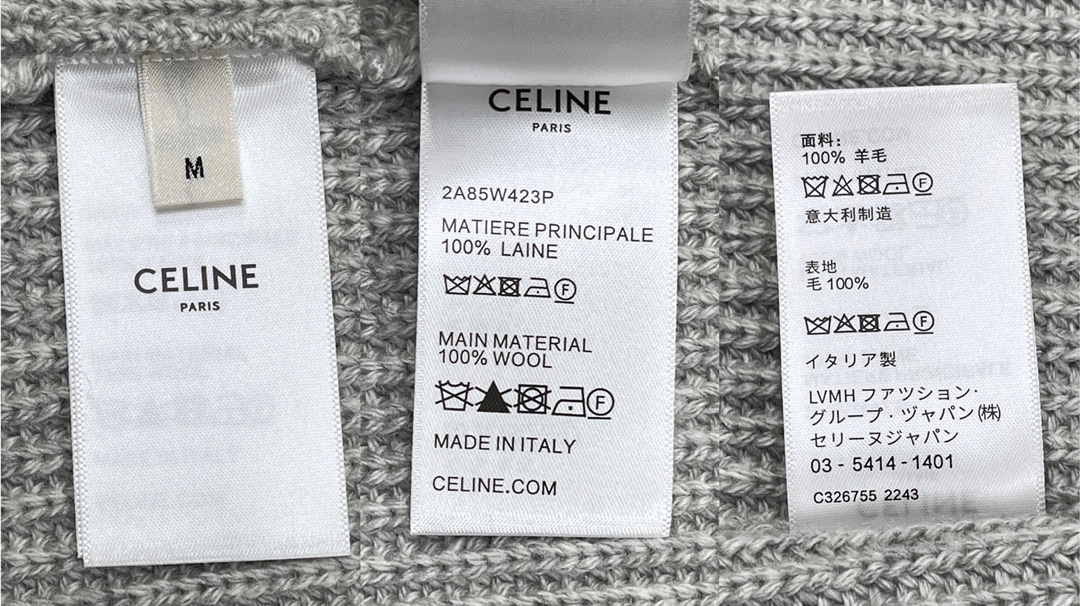 M
CELINE
PARIS
CELINE
PARIS
2A85W423P
MATIERE PRINCIPALE
100% LAINE
MAIN MATERIAL
100% WOOL
MADE IN ITALY
CELINE.COM
面料:
100% 羊毛
意大利制造
表地
毛 100%
イタリア製
LVMH ファツション·
グループ·ヅャパン(株)
セリーヌジャパン
03 - 5414 - 1401
C326755 2243